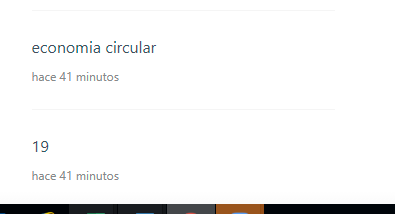 economia circular
hace 41 minutos
19
hace 41 minutos